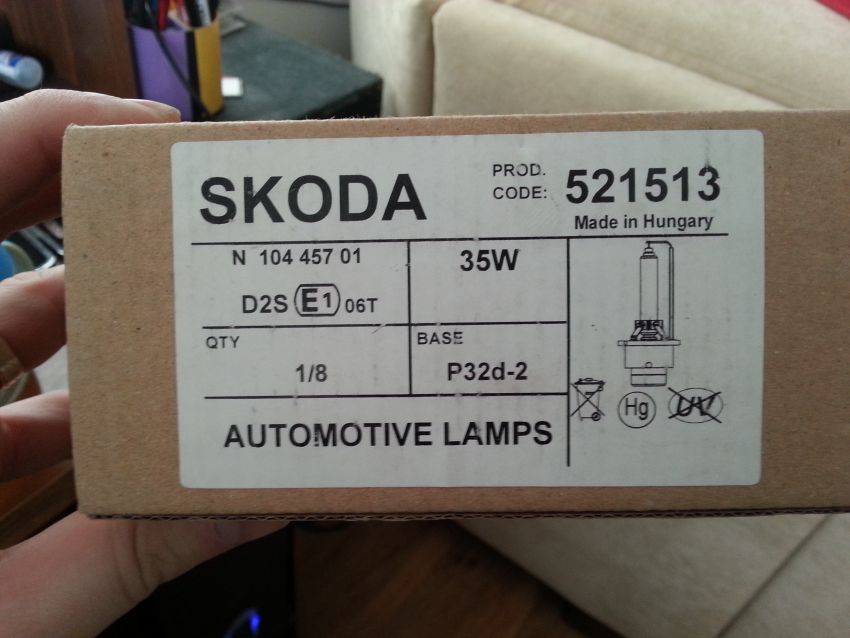 SKODA
PROD.
CODE: 521513
Made in Hungary
N 104 457 01
D2S E1 06T
35W
QTY
1/8
BASE
P32d-2
AUTOMOTIVE LAMPS
Hg
UV